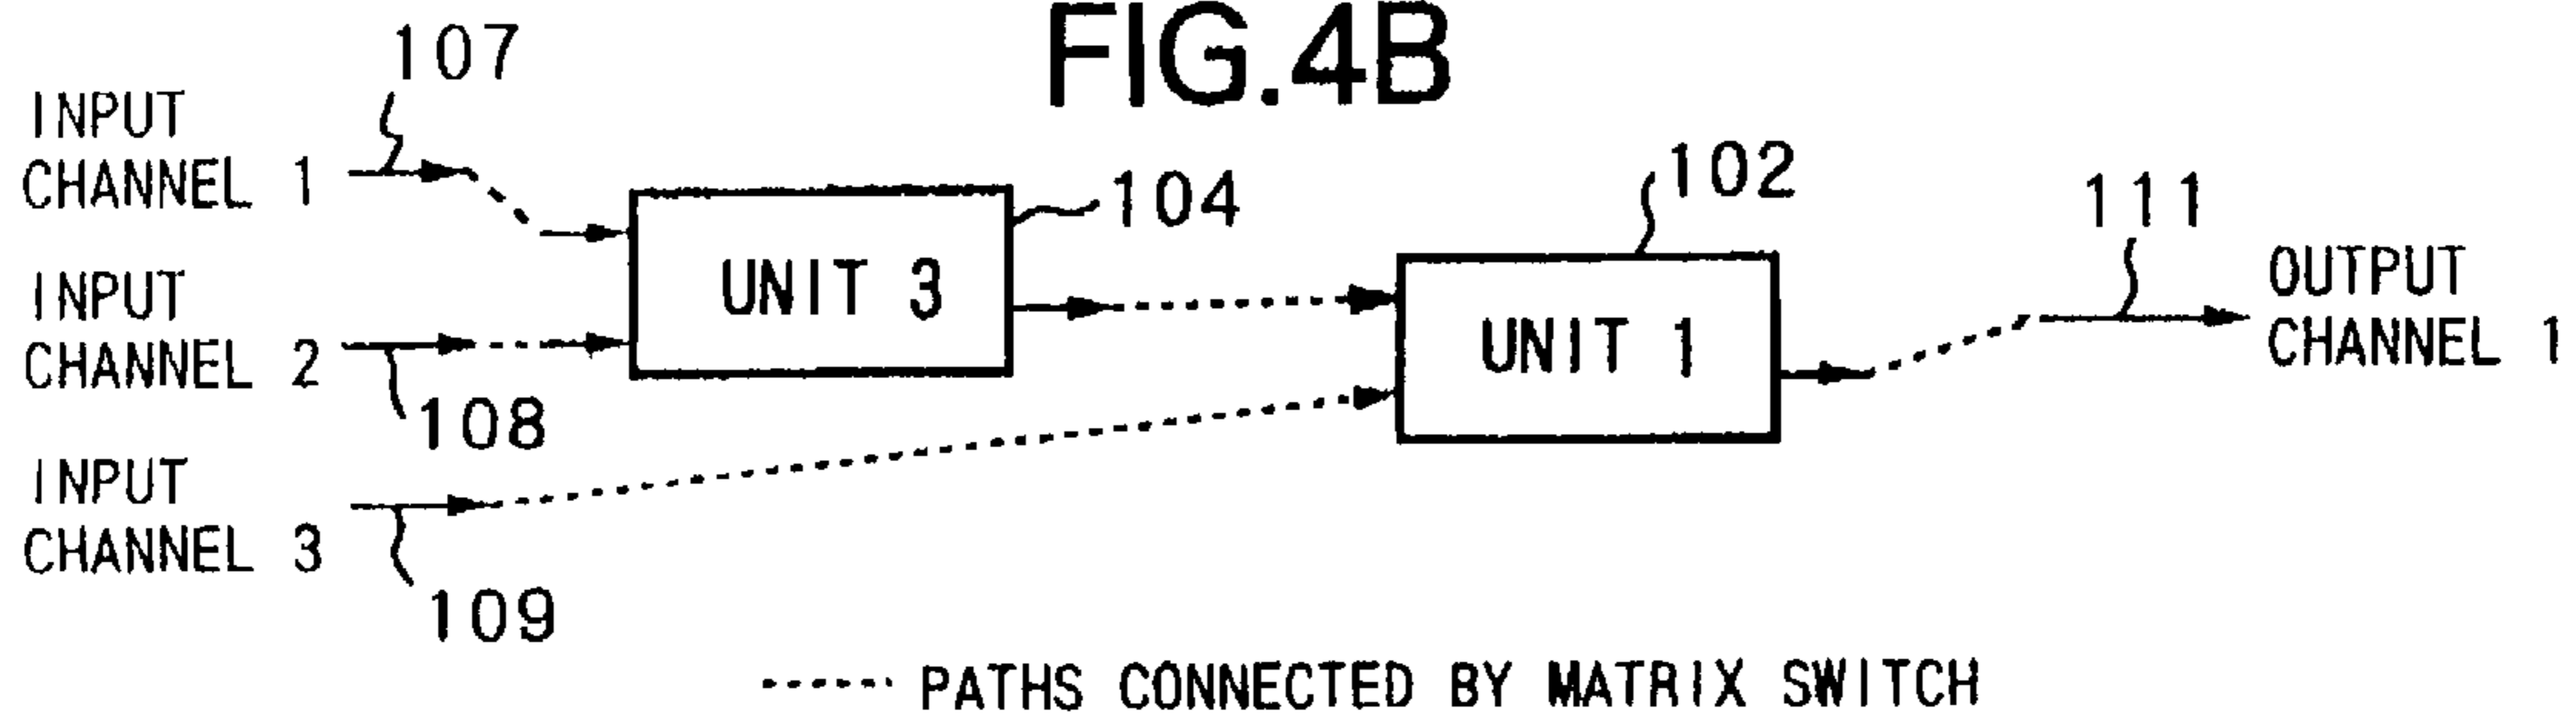 FIG.4B
107
INPUT
CHANNEL 1
104
102
111
UNIT 3
UNIT 1
OUTPUT
CHANNEL 1
INPUT
CHANNEL 2
108
INPUT
CHANNEL 3
109
PATHS CONNECTED BY MATRIX SWITCH